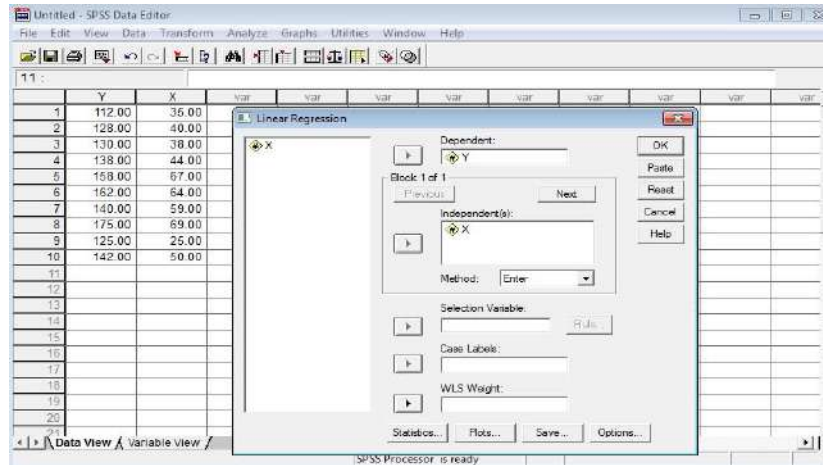 Untitled - SPSS Data Editor
File Edit View Data Transform Analyze Graphs Utilities Window Help
11 :
Y X var var var var var var var var
1 112.00 35.00
2 128.00 40.00
3 130.00 38.00
4 138.00 44.00
5 158.00 67.00
6 162.00 64.00
7 140.00 59.00
8 175.00 69.00
9 125.00 25.00
10 142.00 50.00
11
12
13
14
15
16
17
18
19
20
21
Linear Regression
X
Dependent:
Y
Block 1 of 1
Previous Next
Independent(s):
X
Method: Enter
Selection Variable:
Rule...
Case Labels:
WLS Weight:
OK
Paste
Reset
Cancel
Help
Statistics... Plots... Save... Options...
Data View Variable View
SPSS Processor is ready